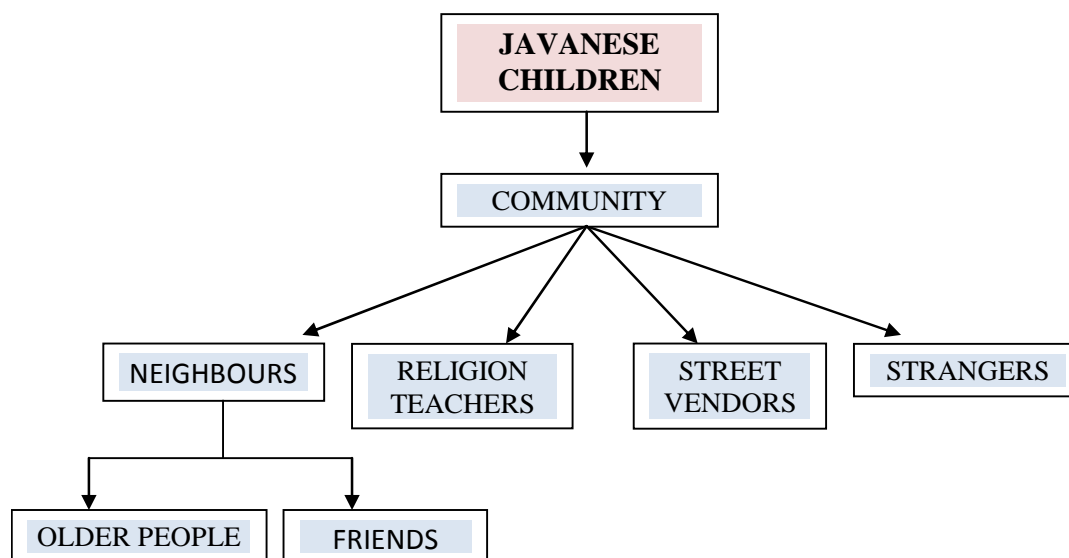 JAVANESE
CHILDREN
COMMUNITY
NEIGHBOURS
RELIGION
TEACHERS
STREET
VENDORS
STRANGERS
OLDER PEOPLE
FRIENDS